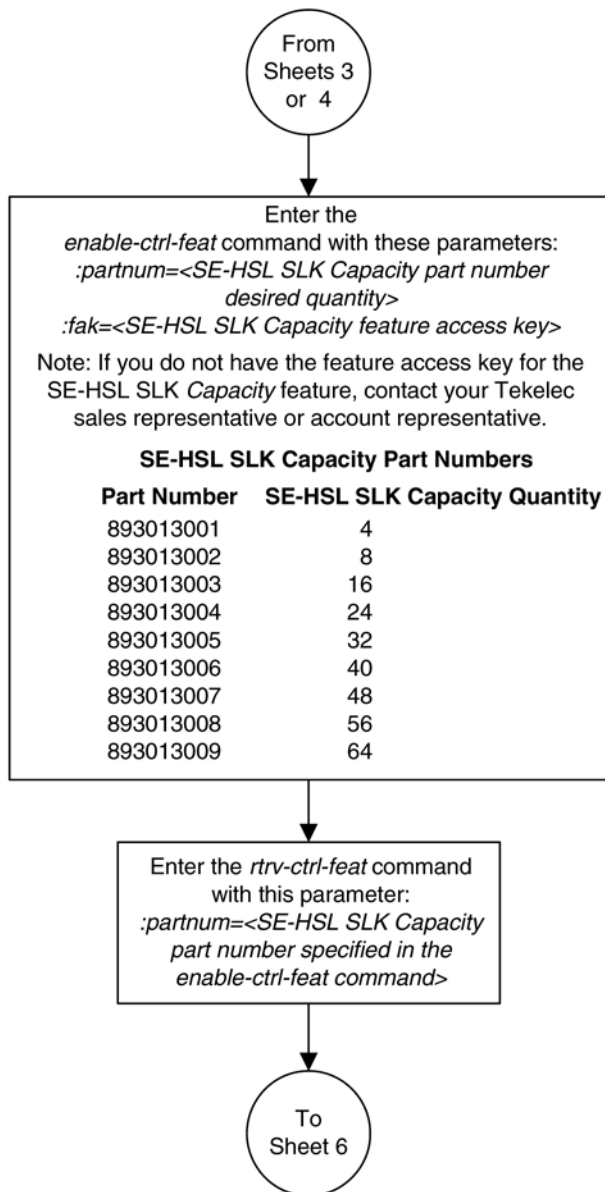 From
Sheets 3
or 4
Enter the
enable-ctrl-feat command with these parameters:
:partnum=<SE-HSL SLK Capacity part number
desired quantity>
:fak=<SE-HSL SLK Capacity feature access key>
Note: If you do not have the feature access key for the
SE-HSL SLK Capacity feature, contact your Tekelec
sales representative or account representative.
SE-HSL SLK Capacity Part Numbers
Part Number SE-HSL SLK Capacity Quantity
893013001 4
893013002 8
893013003 16
893013004 24
893013005 32
893013006 40
893013007 48
893013008 56
893013009 64
Enter the rtrv-ctrl-feat command
with this parameter:
:partnum=<SE-HSL SLK Capacity
part number specified in the
enable-ctrl-feat command>
To
Sheet 6